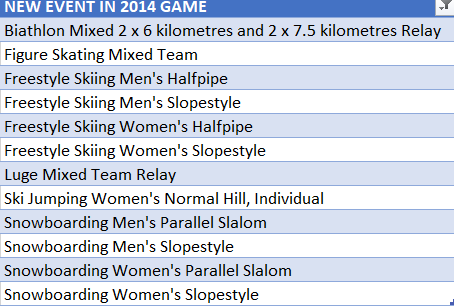 NEW EVENT IN 2014 GAME
Biathlon Mixed 2 x 6 kilometres and 2 x 7.5 kilometres Relay
Figure Skating Mixed Team
Freestyle Skiing Men's Halfpipe
Freestyle Skiing Men's Slopestyle
Freestyle Skiing Women's Halfpipe
Freestyle Skiing Women's Slopestyle
Luge Mixed Team Relay
Ski Jumping Women's Normal Hill, Individual
Snowboarding Men's Parallel Slalom
Snowboarding Men's Slopestyle
Snowboarding Women's Parallel Slalom
Snowboarding Women's Slopestyle